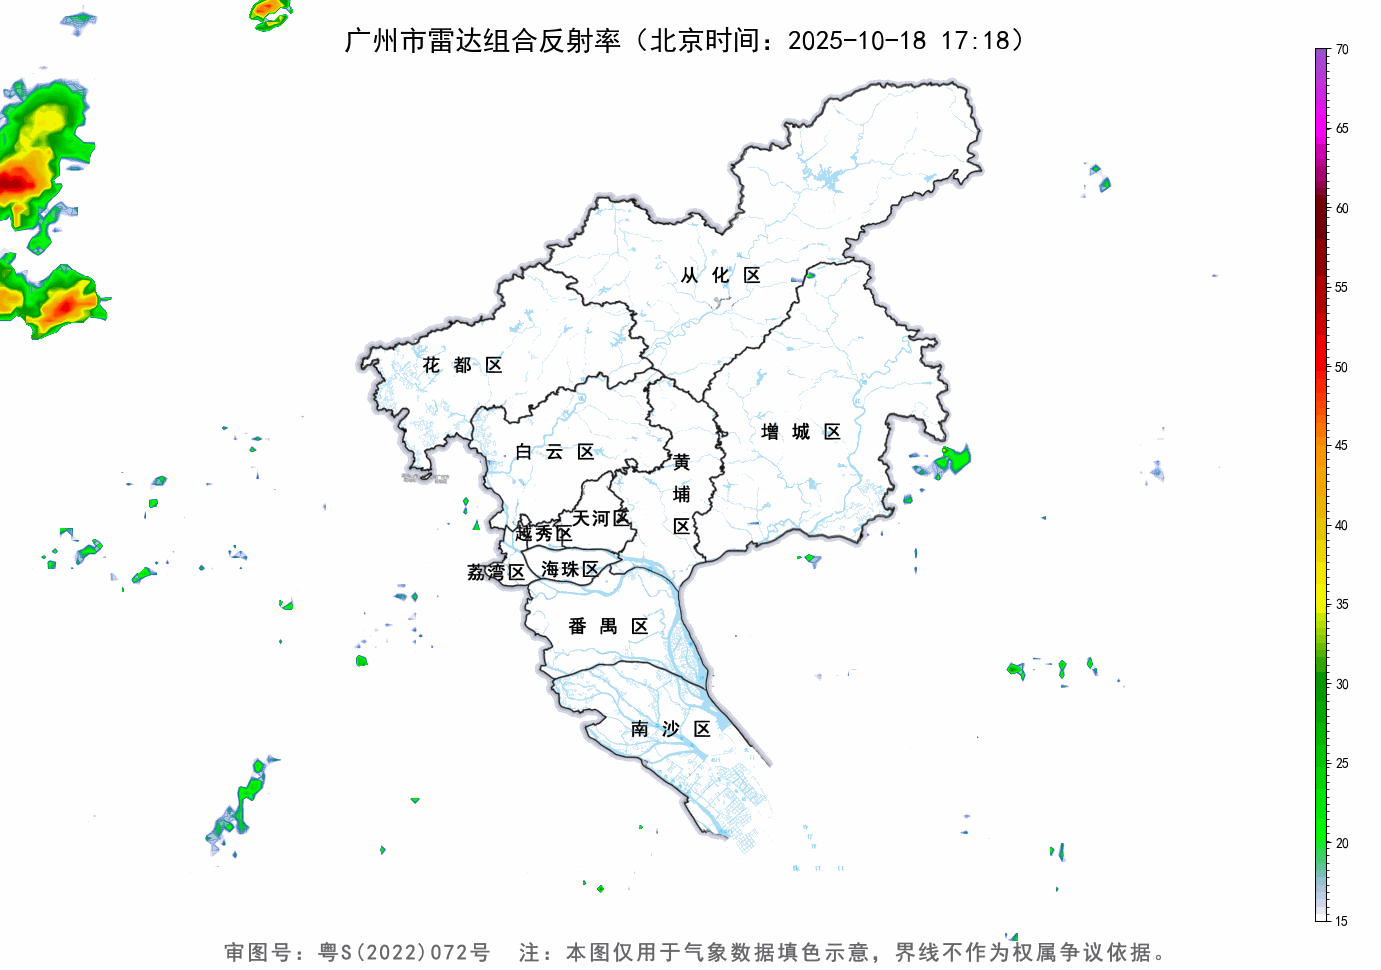 广州市雷达组合反射率（北京时间：2025-10-18 17:18）
70
65
60
55
50
45
40
35
30
25
20
15
从化区
花都区
增城区
白云区
黄埔区
天河区
越秀区
荔湾区
海珠区
番禺区
南沙区
审图号：粤S(2022)072号 注：本图仅用于气象数据填色示意，界线不作为权属争议依据。